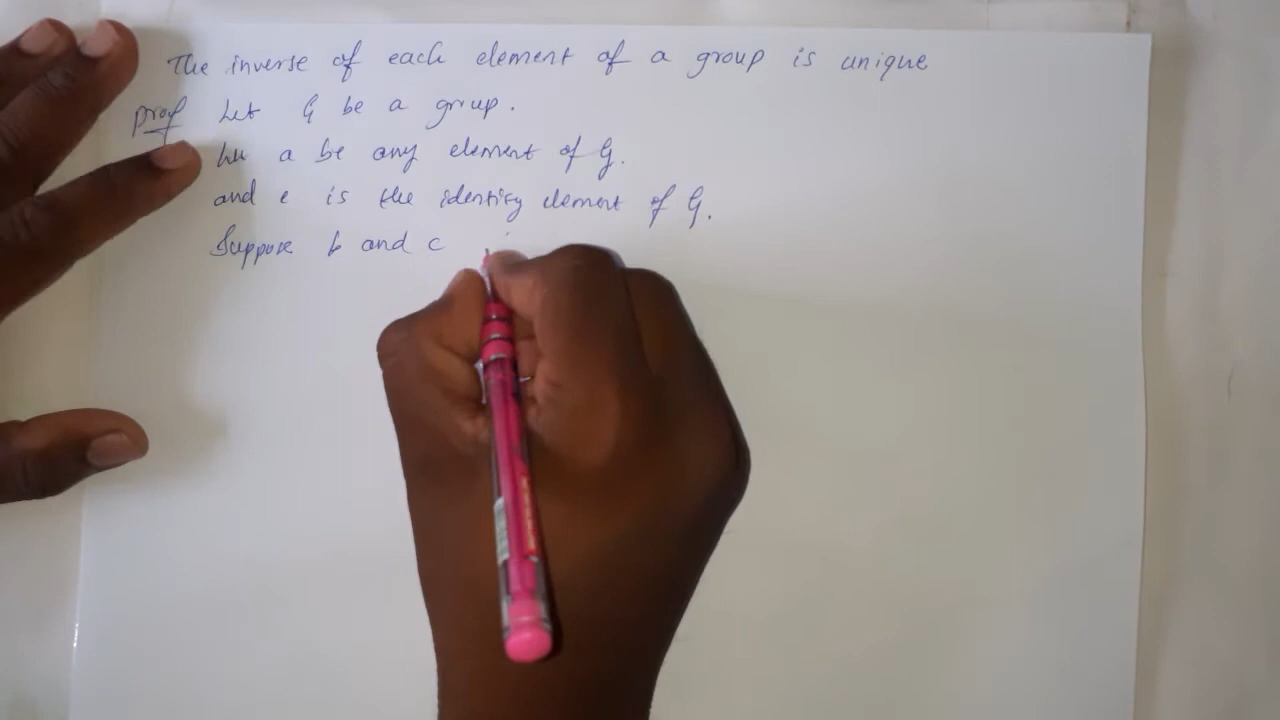 The inverse of each element of a group is unique
Proof Let G be a group.
Let a be any element of G.
and e is the identity element of G.
Suppose b and c